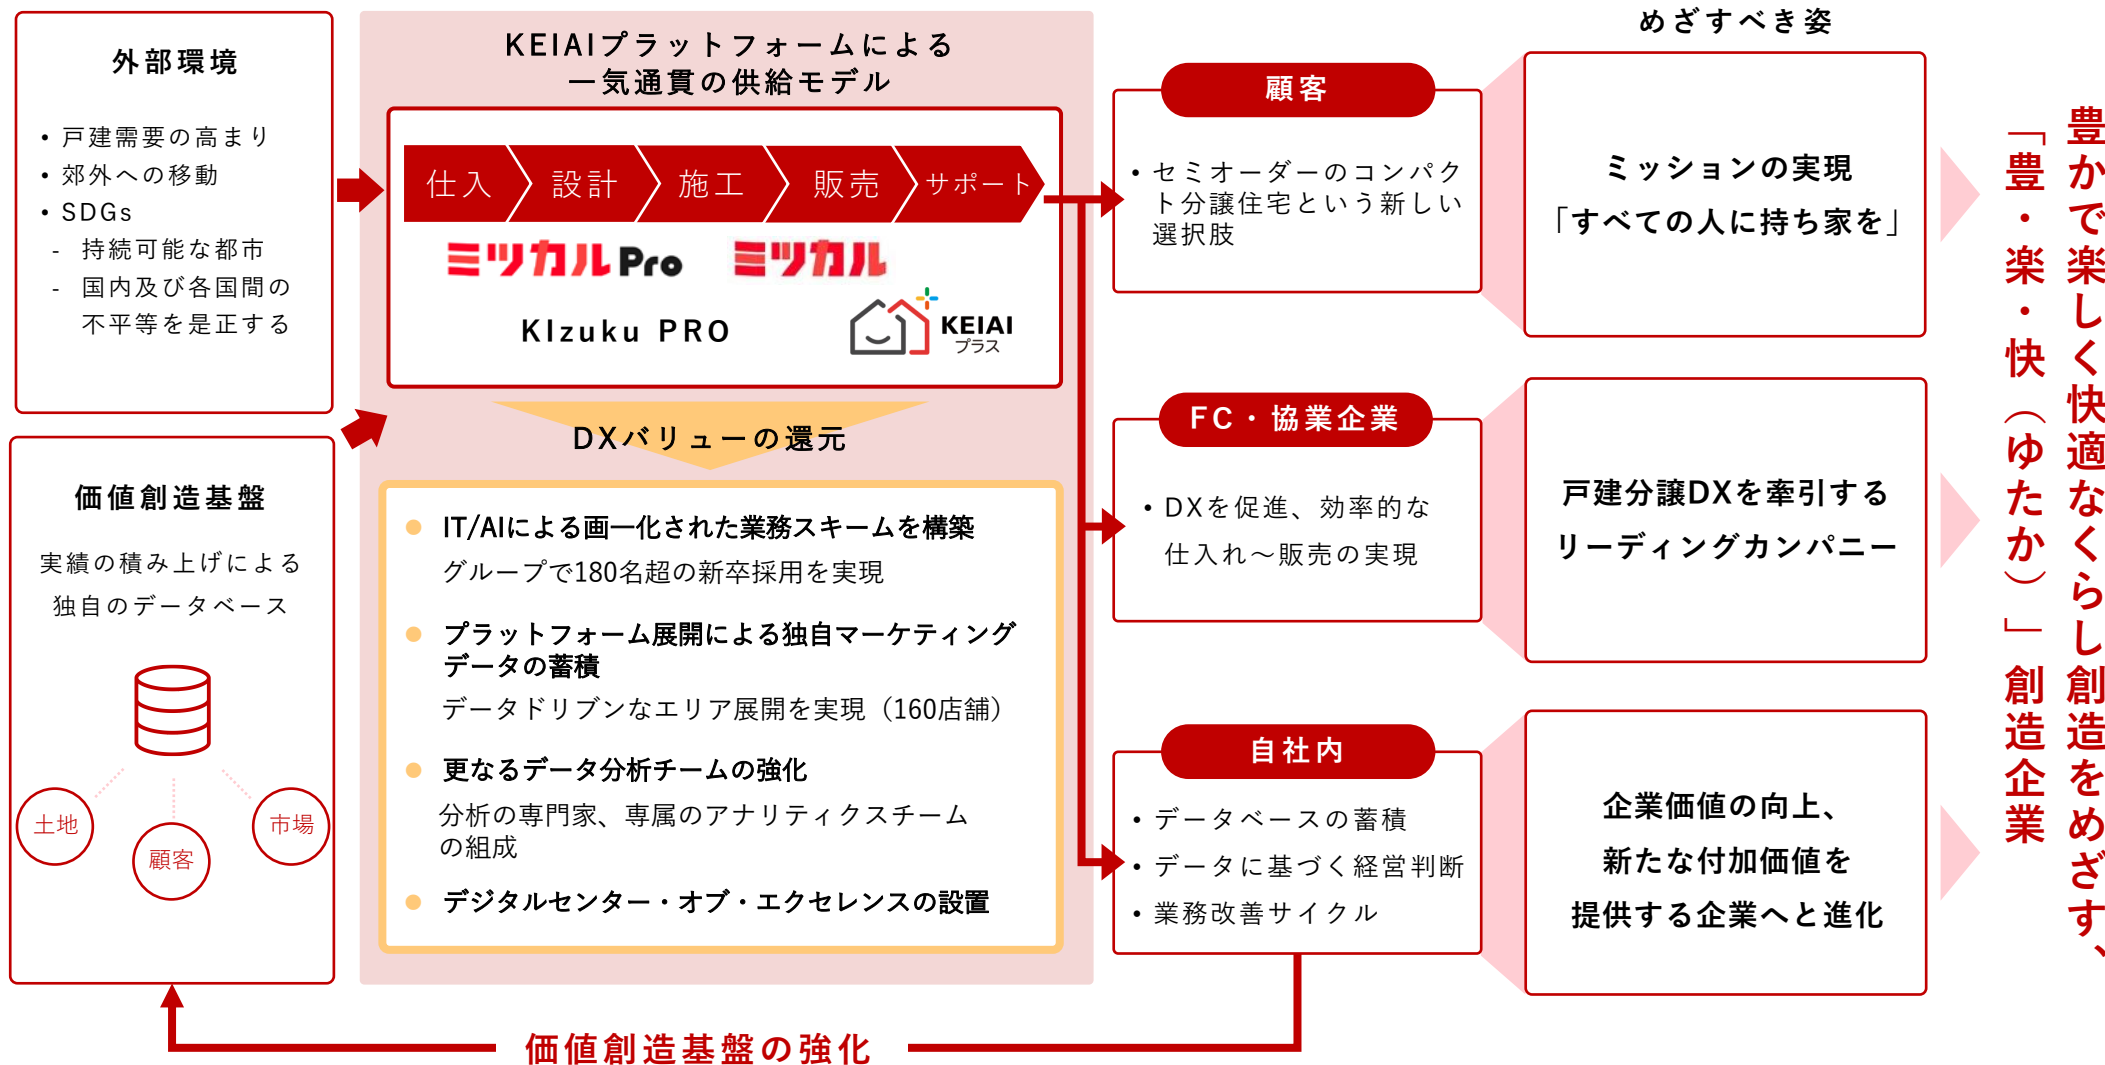 外部環境
• 戸建需要の高まり
• 郊外への移動
• SDGs
- 持続可能な都市
- 国内及び各国間の
不平等を是正する
価値創造基盤
実績の積み上げによる
独自のデータベース
土地
顧客
市場
KEIAIプラットフォームによる
一気通貫の供給モデル
仕入
設計
施工
販売
サポート
ミツカル Pro
ミツカル
KIzuku PRO
KEIAI
プラス
DXバリューの還元
IT/AIによる画一化された業務スキームを構築
グループで180名超の新卒採用を実現
プラットフォーム展開による独自マーケティング
データの蓄積
データドリブンなエリア展開を実現（160店舗）
更なるデータ分析チームの強化
分析の専門家、専属のアナリティクスチーム
の組成
デジタルセンター・オブ・エクセレンスの設置
顧客
• セミオーダーのコンパク
ト分譲住宅という新しい
選択肢
FC・協業企業
• DXを促進、効率的な
仕入れ～販売の実現
自社内
• データベースの蓄積
• データに基づく経営判断
• 業務改善サイクル
価値創造基盤の強化
めざすべき姿
ミッションの実現
「すべての人に持ち家を」
戸建分譲DXを牽引する
リーディングカンパニー
企業価値の向上、
新たな付加価値を
提供する企業へと進化
豊かで楽しく快適なくらし創造をめざす、
「豊・楽・快（ゆたか）」創造企業